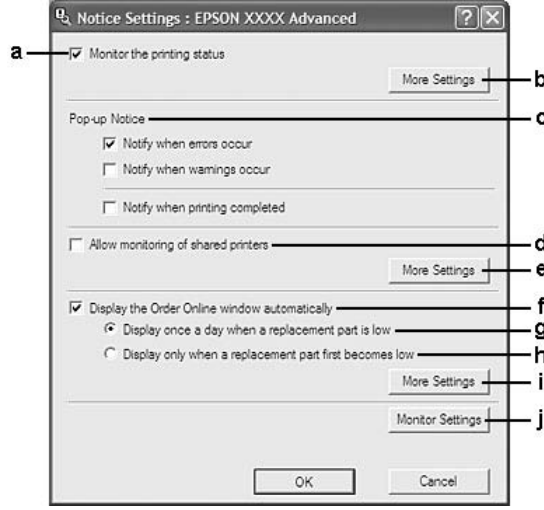 Notice Settings : EPSON XXXX Advanced
a
Monitor the printing status
More Settings
b
Pop-up Notice
c
Notify when errors occur
Notify when warnings occur
Notify when printing completed
Allow monitoring of shared printers
d
More Settings
e
Display the Order Online window automatically
f
Display once a day when a replacement part is low
g
Display only when a replacement part first becomes low
h
More Settings
i
Monitor Settings
j
OK
Cancel